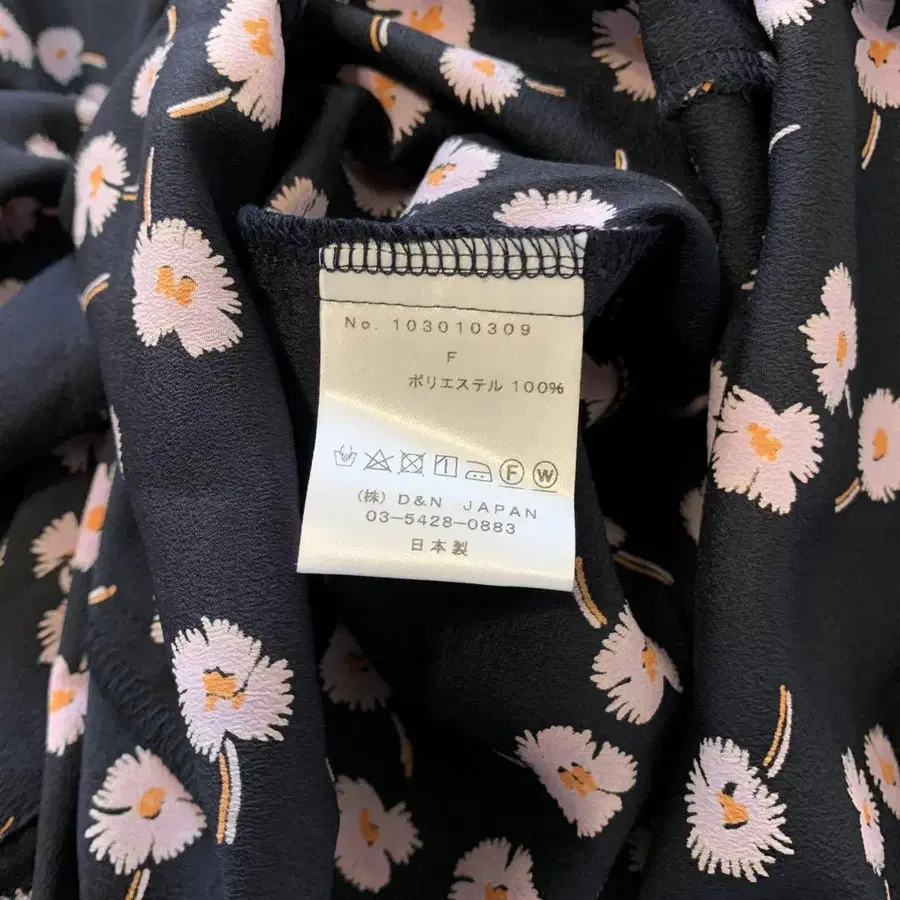 No. 103010309
F
ポリエステル 100%
F W
(株) D&N JAPAN
03-5428-0883
日本製